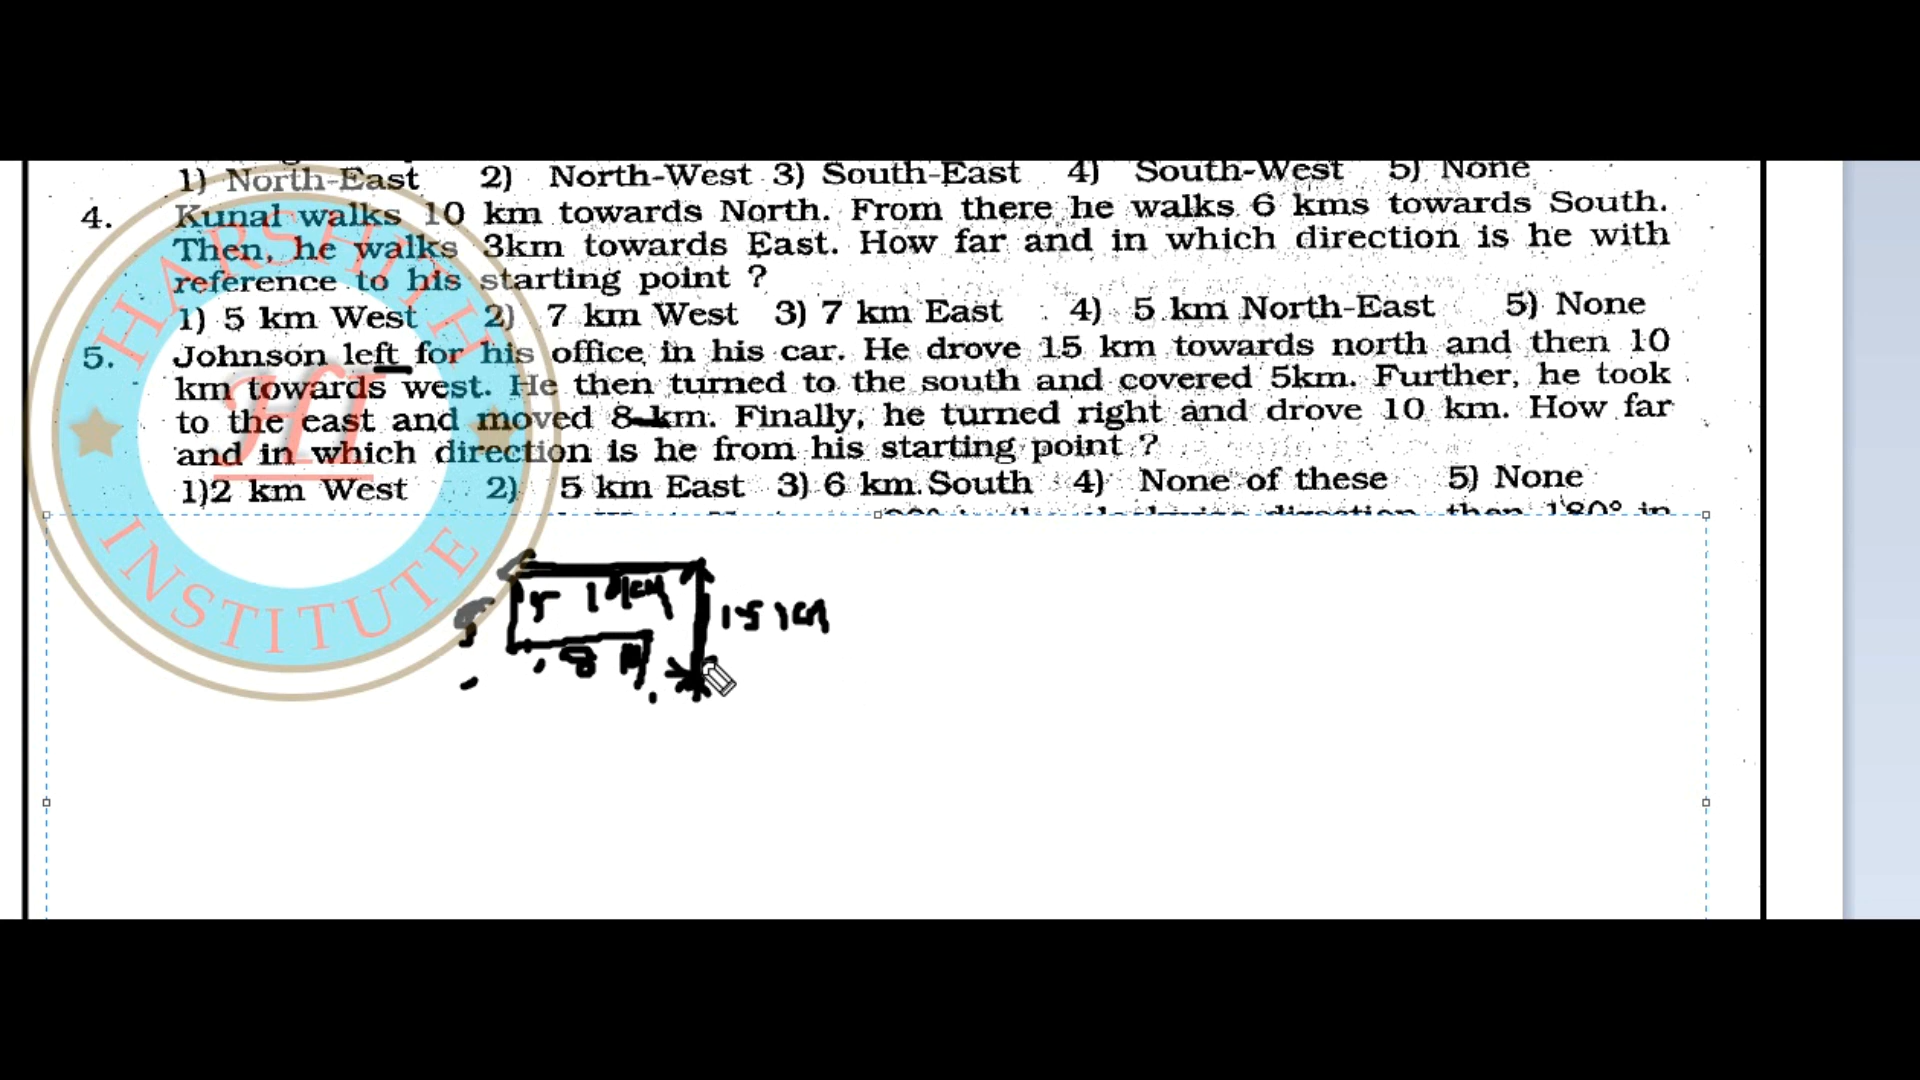 1) North-East 2) North-West 3) South-East 4) South-West 5) None
4. Kunal walks 10 km towards North. From there he walks 6 kms towards South.
Then, he walks 3km towards East. How far and in which direction is he with
reference to his starting point ?
1) 5 km West 2) 7 km West 3) 7 km East 4) 5 km North-East 5) None
5. Johnson left for his office in his car. He drove 15 km towards north and then 10
km towards west. He then turned to the south and covered 5km. Further, he took
to the east and moved 8 km. Finally, he turned right and drove 10 km. How far
and in which direction is he from his starting point ?
1)2 km West 2) 5 km East 3) 6 km South 4) None of these 5) None
direction, then 180° in
HARSHITH
HI
INSTITUTE
5
15 km
8